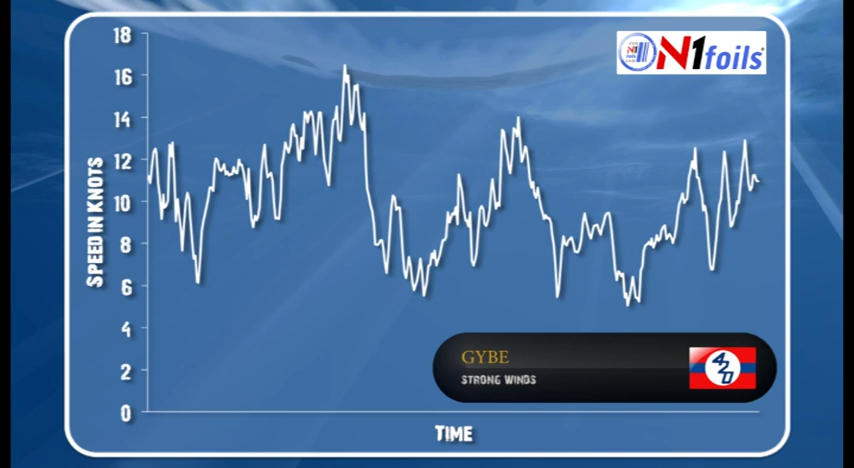 18
16
14
12
10
8
6
4
2
0
SPEED IN KNOTS
TIME
N1foils
GYBE
STRONG WINDS
420